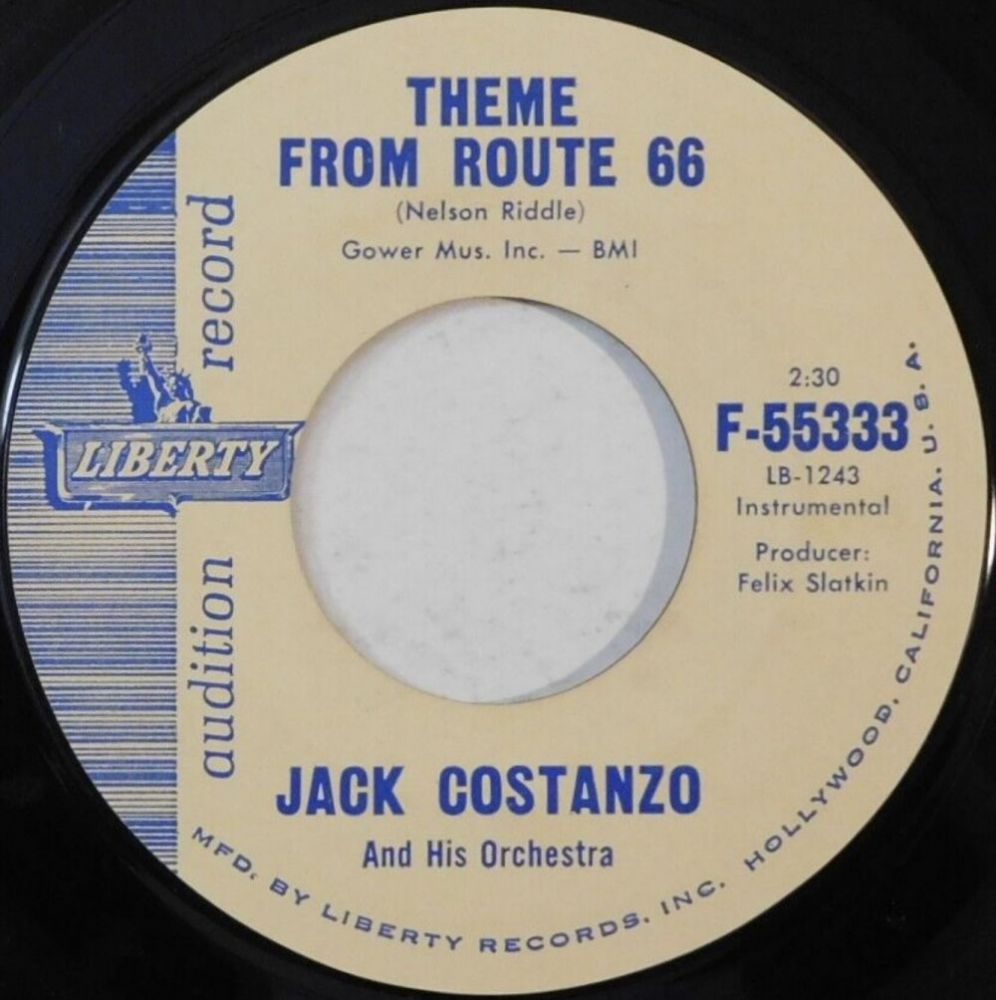 THEME
FROM ROUTE 66
(Nelson Riddle)
Gower Mus. Inc. — BMI
audition record
LIBERTY
2:30
F-55333
LB-1243
Instrumental
Producer:
Felix Slatkin
JACK COSTANZO
And His Orchestra
MFD. BY LIBERTY RECORDS, INC. HOLLYWOOD, CALIFORNIA, U. S. A.